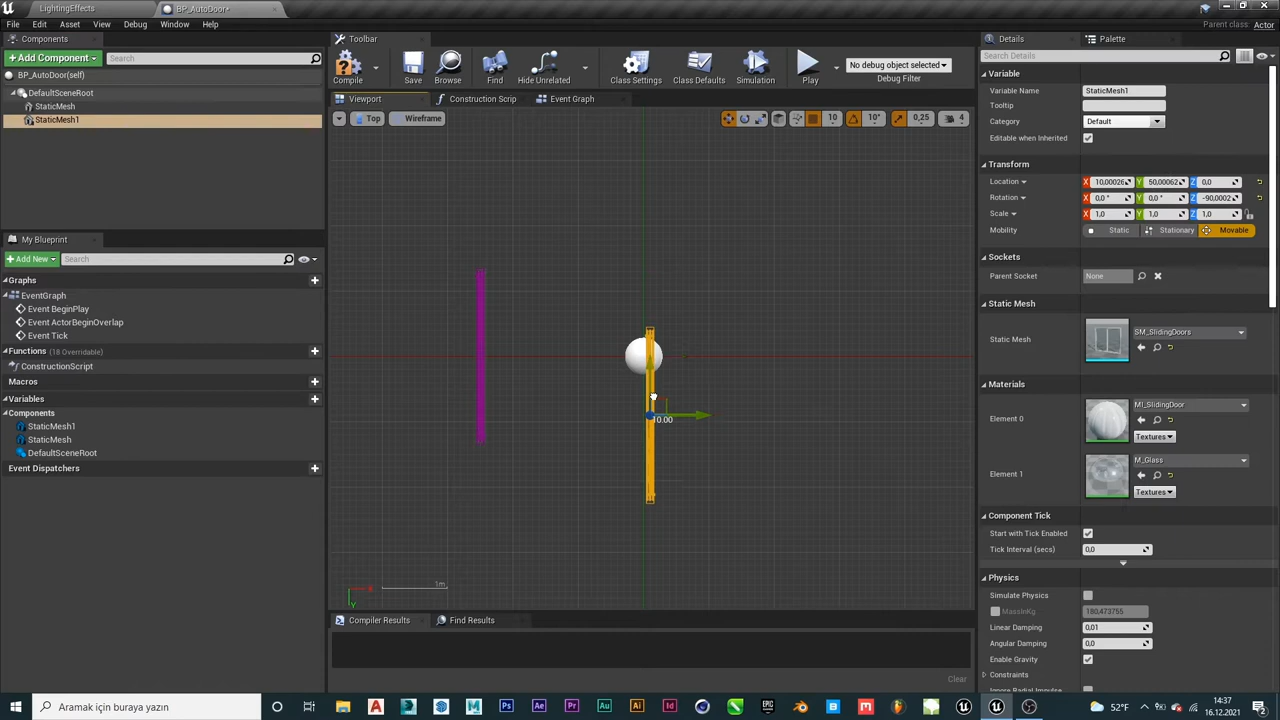 LightingEffects
BP_AutoDoor*
File Edit Asset View Debug Window Help
Parent class: Actor
Components
Add Component
Search
BP_AutoDoor(self)
DefaultSceneRoot
StaticMesh
StaticMesh1
My Blueprint
Add New
Search
Graphs
EventGraph
Event BeginPlay
Event ActorBeginOverlap
Event Tick
Functions (18 Overridable)
ConstructionScript
Macros
Variables
Components
StaticMesh1
StaticMesh
DefaultSceneRoot
Event Dispatchers
Toolbar
Compile
Save
Browse
Find
Hide Unrelated
Class Settings
Class Defaults
Simulation
Play
No debug object selected
Debug Filter
Viewport
Construction Scrip
Event Graph
Top
Wireframe
10
10°
0,25
4
0.00
1m
X
Y
Compiler Results
Find Results
Clear
Details
Palette
Search Details
Variable
Variable Name StaticMesh1
Tooltip
Category Default
Editable when Inherited
Transform
Location X 10,00026 Y 50,00062 Z 0,0
Rotation X 0,0 ° Y 0,0 ° Z -90,0002
Scale X 1,0 Y 1,0 Z 1,0
Mobility Static Stationary Movable
Sockets
Parent Socket None
Static Mesh
Static Mesh SM_SlidingDoors
Materials
Element 0 MI_SlidingDoor
Textures
Element 1 M_Glass
Textures
Component Tick
Start with Tick Enabled
Tick Interval (secs) 0,0
Physics
Simulate Physics
MassInKg 180,473755
Linear Damping 0,01
Angular Damping 0,0
Enable Gravity
Constraints
Ignore Radial Impulse
Aramak için buraya yazın
52°F
14:37
16.12.2021